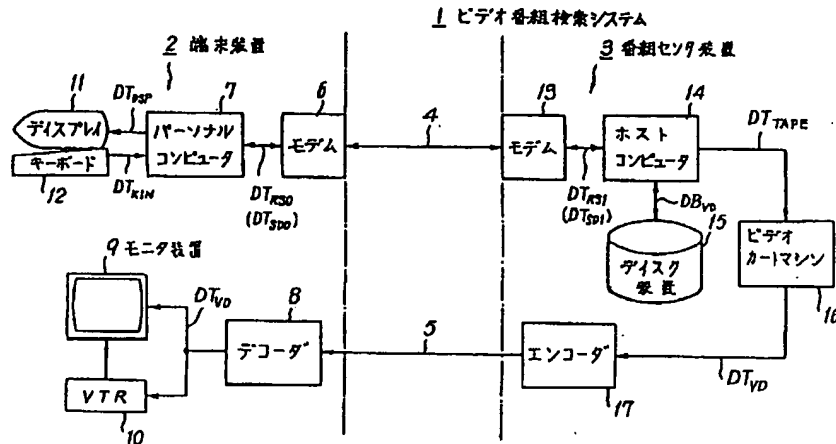 1 ビデオ番組検索システム
2 端末装置
3 番組センタ装置
11
DT_DSP
7
6
4
13
14
DT_TAPE
ディスプレイ
パーソナル
コンピュータ
モデム
モデム
ホスト
コンピュータ
キーボード
12
DT_KIN
DT_RS0
(DT_SD0)
DT_RS1
(DT_SD1)
DB_VD
15
ディスク
装置
ビデオ
カートマシン
16
9 モニタ装置
DT_VD
8
デコーダ
5
エンコーダ
17
DT_VD
VTR
10